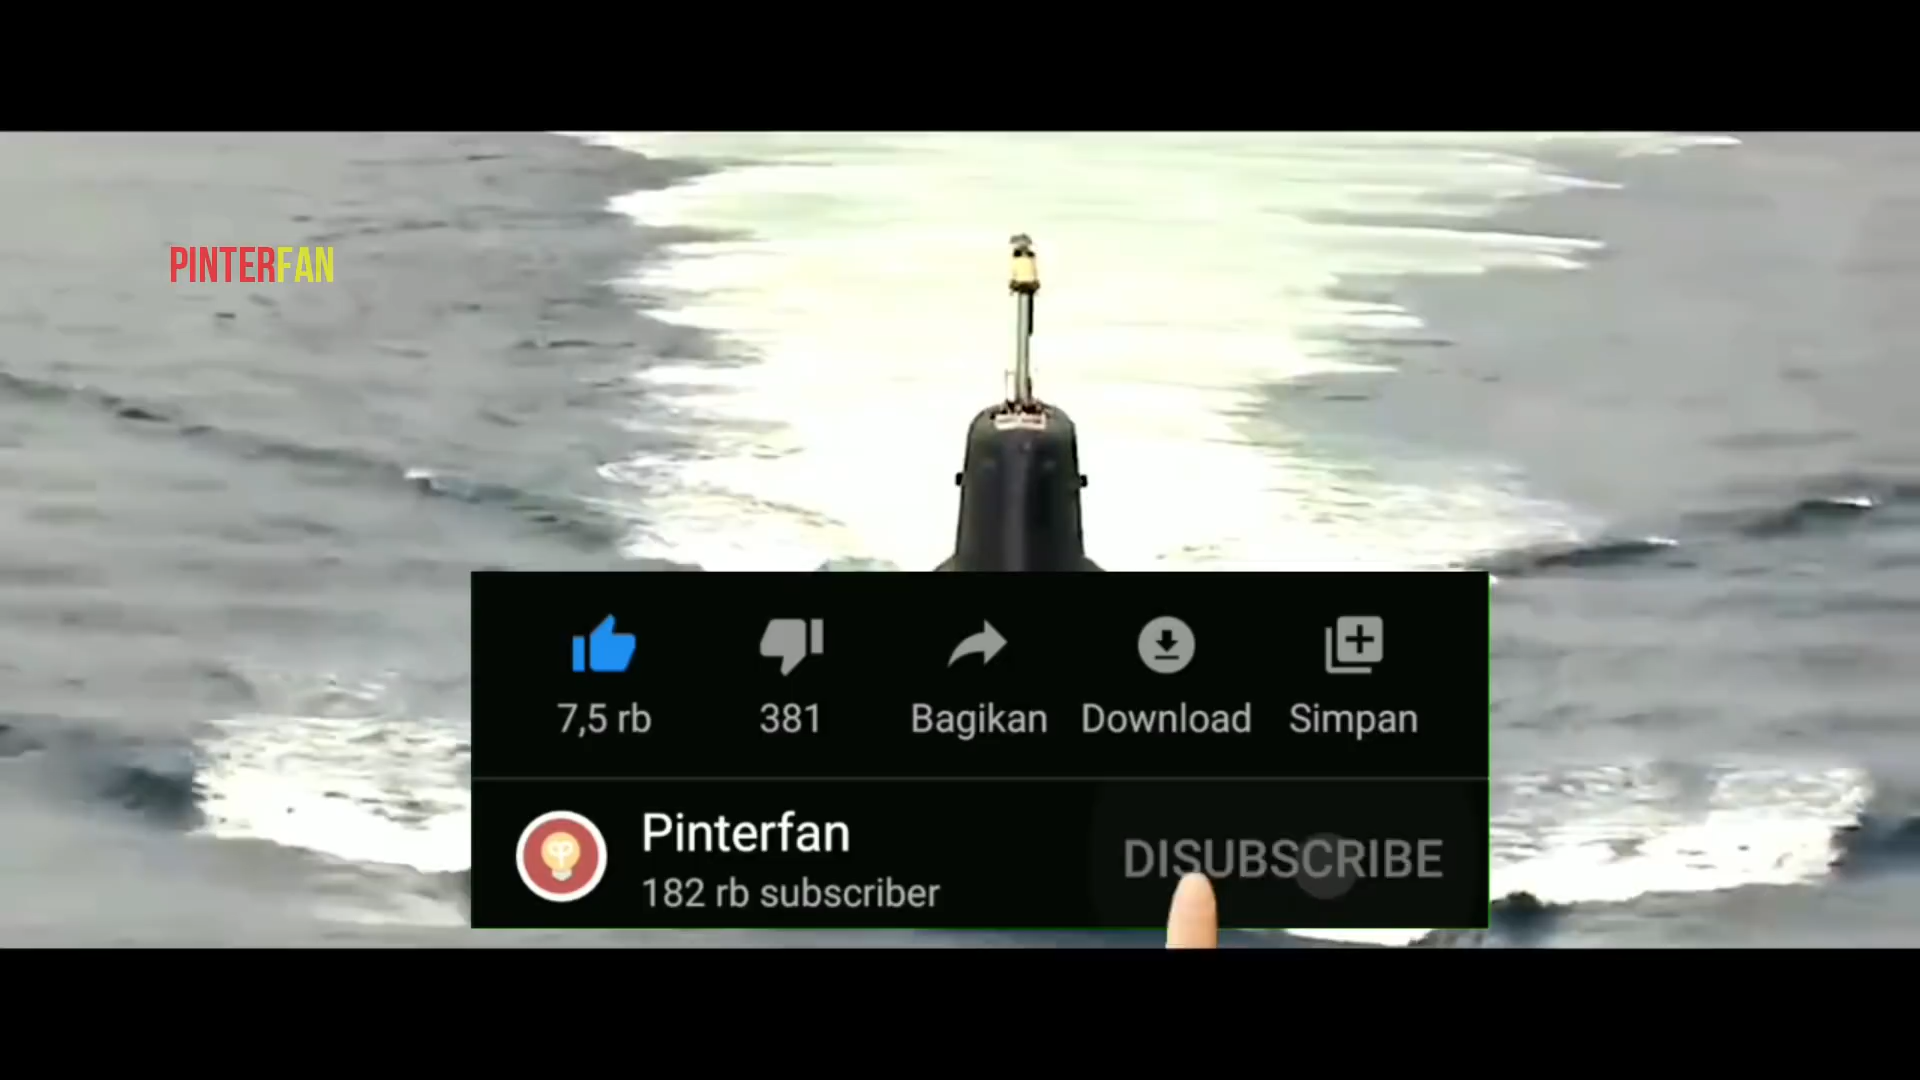 PINTERFAN
7,5 rb
381
Bagikan
Download
Simpan
Pinterfan
182 rb subscriber
DISUBSCRIBE